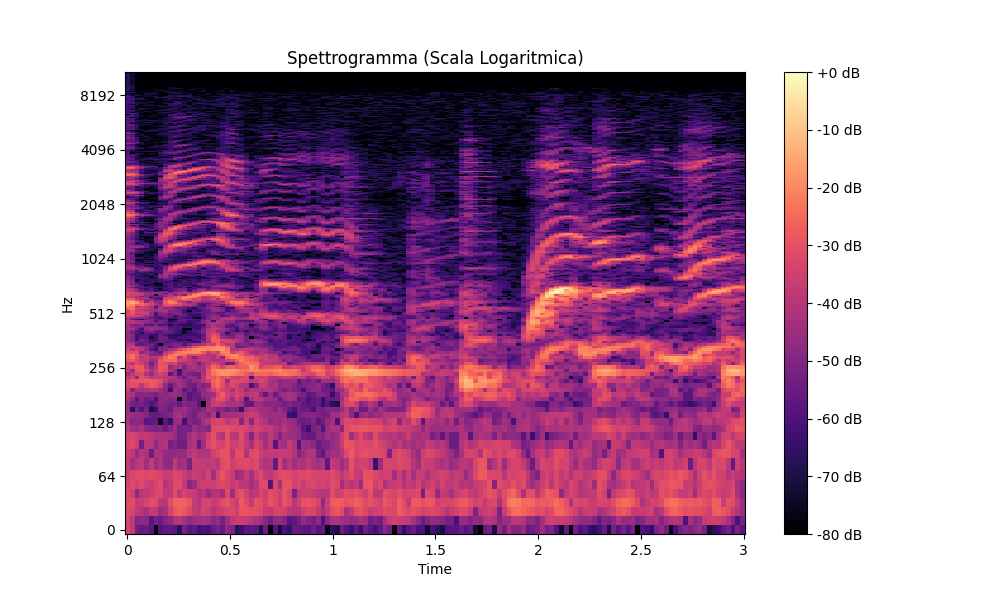 Spettrogramma (Scala Logaritmica)
Hz
8192
4096
2048
1024
512
256
128
64
0
0
0.5
1
1.5
2
2.5
3
Time
+0 dB
-10 dB
-20 dB
-30 dB
-40 dB
-50 dB
-60 dB
-70 dB
-80 dB